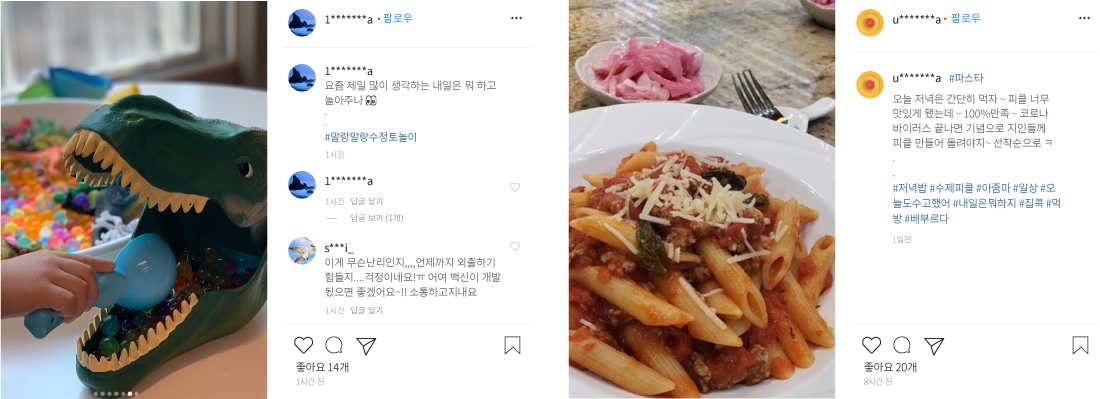 1*******a · 팔로우
1*******a
요즘 제일 많이 생각하는 내일은 뭐 하고
놀아주나 👀
.
.
#말랑말랑수정토놀이
1시간
1*******a
1시간 답글 달기
답글 보기 (1개)
s***i_
이게 무슨난리인지,,,,언제까지 외출하기
힘들지....걱정이네요!ㅠ 어여 백신이 개발
됬으면 좋겠어요~!! 소통하고지내요
1시간 답글 달기
좋아요 14개
1시간 전
u*******a · 팔로우
u*******a #파스타
오늘 저녁은 간단히 먹자 ~ 피클 너무
맛있게 됐는데 ~ 100%만족 ~ 코로나
바이러스 끝나면 기념으로 지인들께
피클 만들어 돌려야지~ 선착순으로 ㅋ
.
.
#저녁밥 #수제피클 #아줌마 #일상 #오
늘도수고했어 #내일은뭐하지 #집콕 #먹
방 #배부르다
1일전
좋아요 20개
8시간 전